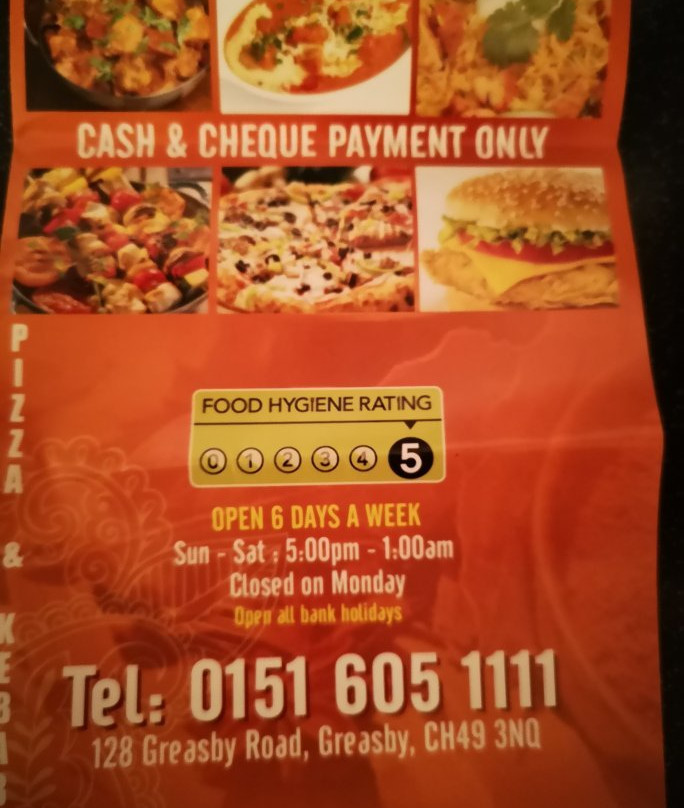 CASH & CHEQUE PAYMENT ONLY
PIZZA & KEBAB
FOOD HYGIENE RATING
0 1 2 3 4 5
OPEN 6 DAYS A WEEK
Sun - Sat : 5:00pm - 1:00am
Closed on Monday
Open all bank holidays
Tel: 0151 605 1111
128 Greasby Road, Greasby, CH49 3NQ